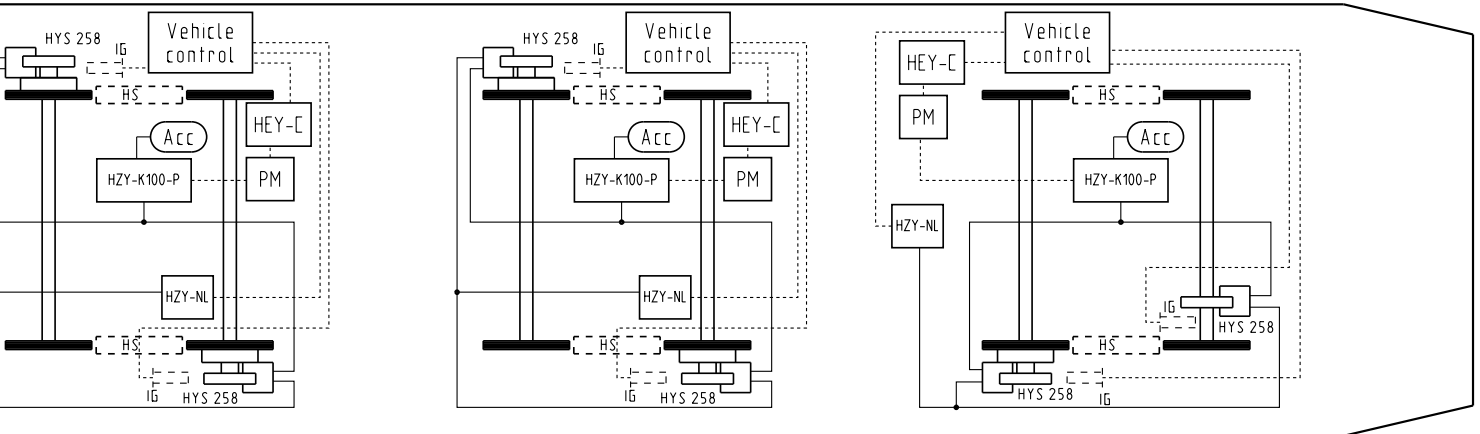 HYS 258
IG
Vehicle
control
HS
HEY-C
Acc
HZY-K100-P
PM
HZY-NL
HS
IG
HYS 258
HYS 258
IG
Vehicle
control
HS
HEY-C
Acc
HZY-K100-P
PM
HZY-NL
HS
IG
HYS 258
Vehicle
control
HEY-C
HS
PM
Acc
HZY-K100-P
HZY-NL
IG
HYS 258
HS
HYS 258
IG